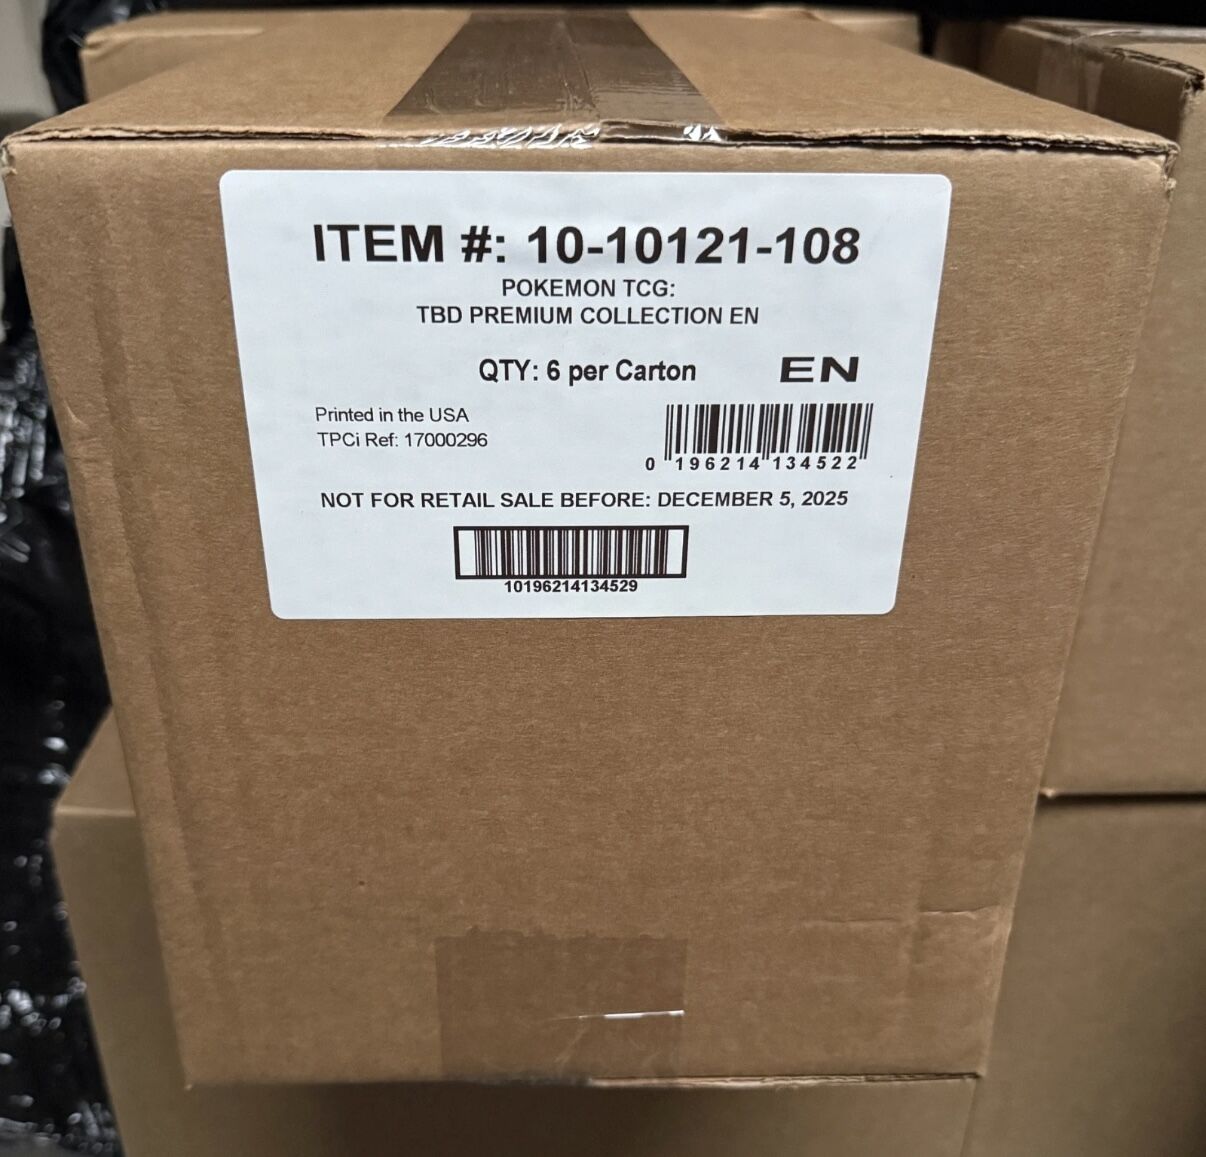 ITEM #: 10-10121-108
POKEMON TCG:
TBD PREMIUM COLLECTION EN
QTY: 6 per Carton EN
Printed in the USA
TPCi Ref: 17000296
0 196214 134522
NOT FOR RETAIL SALE BEFORE: DECEMBER 5, 2025
10196214134529